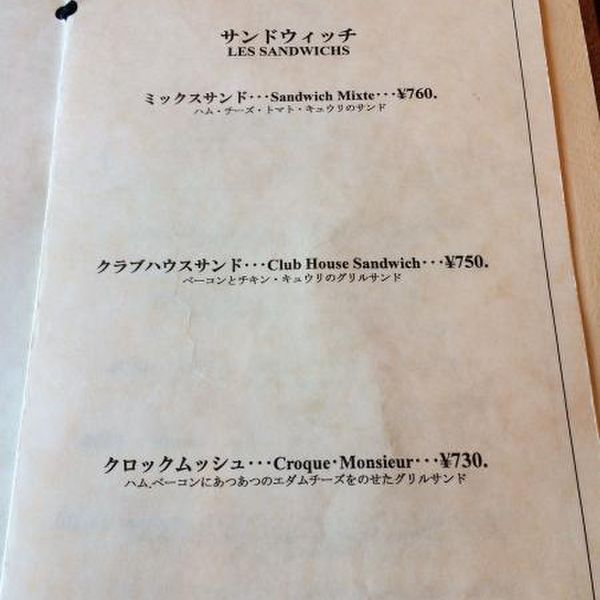 サンドウィッチ
LES SANDWICHS
ミックスサンド･･･Sandwich Mixte･･･¥760.
ハム・チーズ・トマト・キュウリのサンド
クラブハウスサンド･･･Club House Sandwich･･･¥750.
ベーコンとチキン・キュウリのグリルサンド
クロックムッシュ･･･Croque･Monsieur･･･¥730.
ハム.ベーコンにあつあつのエダムチーズをのせたグリルサンド